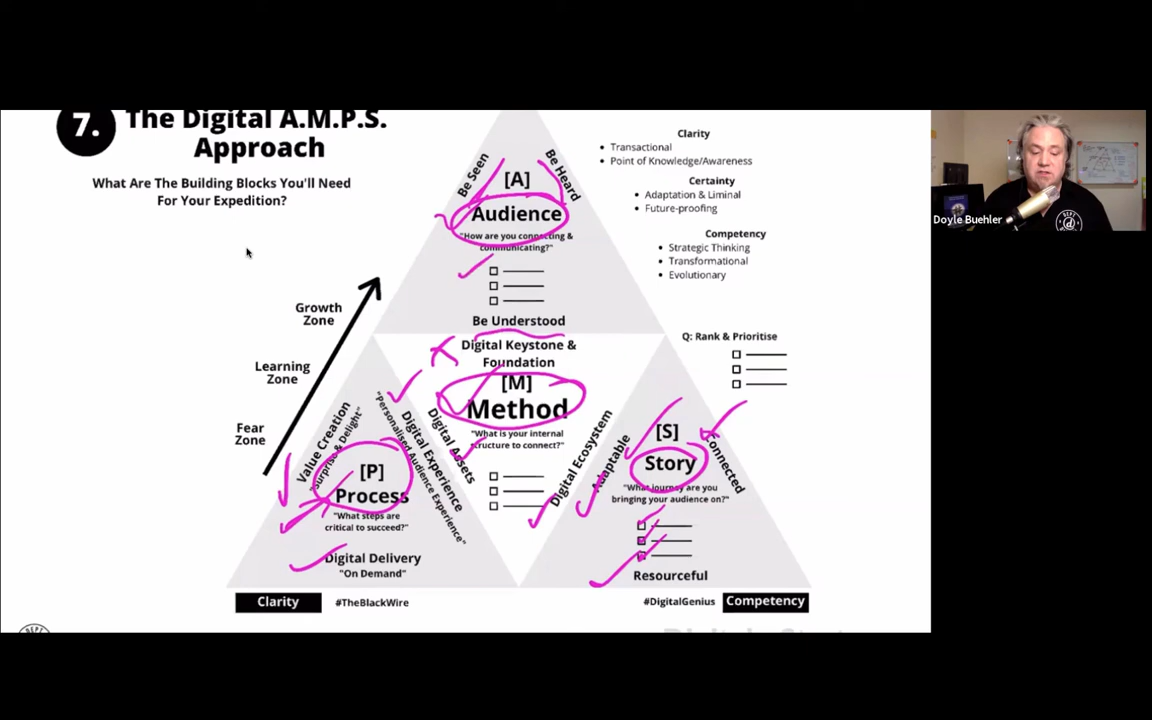 7.
The Digital A.M.P.S.
Approach
What Are The Building Blocks You'll Need
For Your Expedition?
Growth
Zone
Learning
Zone
Fear
Zone
Be Seen
Be Heard
[A]
Audience
"How are you connecting &
communicating?"
Be Understood
Clarity
Transactional
Point of Knowledge/Awareness
Certainty
Adaptation & Liminal
Future-proofing
Competency
Strategic Thinking
Transformational
Evolutionary
Q: Rank & Prioritise
Digital Keystone &
Foundation
[M]
Method
"What is your internal
structure to connect?"
Digital Assets
Digital Ecosystem
Value Creation
"Surprise & Delight"
Digital Experience
"Personalised Audience Experience"
[P]
Process
"What steps are
critical to succeed?"
Digital Delivery
"On Demand"
Adaptable
Connected
[S]
Story
"What journey are you
bringing your audience on?"
Resourceful
Clarity
#TheBlackWire
#DigitalGenius
Competency
Doyle Buehler